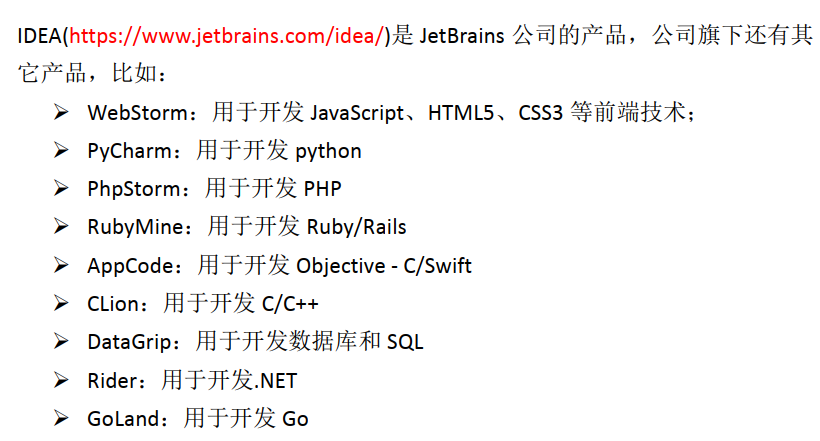 IDEA(https://www.jetbrains.com/idea/)是 JetBrains 公司的产品，公司旗下还有其
它产品，比如：
➢ WebStorm：用于开发 JavaScript、HTML5、CSS3 等前端技术；
➢ PyCharm：用于开发 python
➢ PhpStorm：用于开发 PHP
➢ RubyMine：用于开发 Ruby/Rails
➢ AppCode：用于开发 Objective - C/Swift
➢ CLion：用于开发 C/C++
➢ DataGrip：用于开发数据库和 SQL
➢ Rider：用于开发.NET
➢ GoLand：用于开发 Go